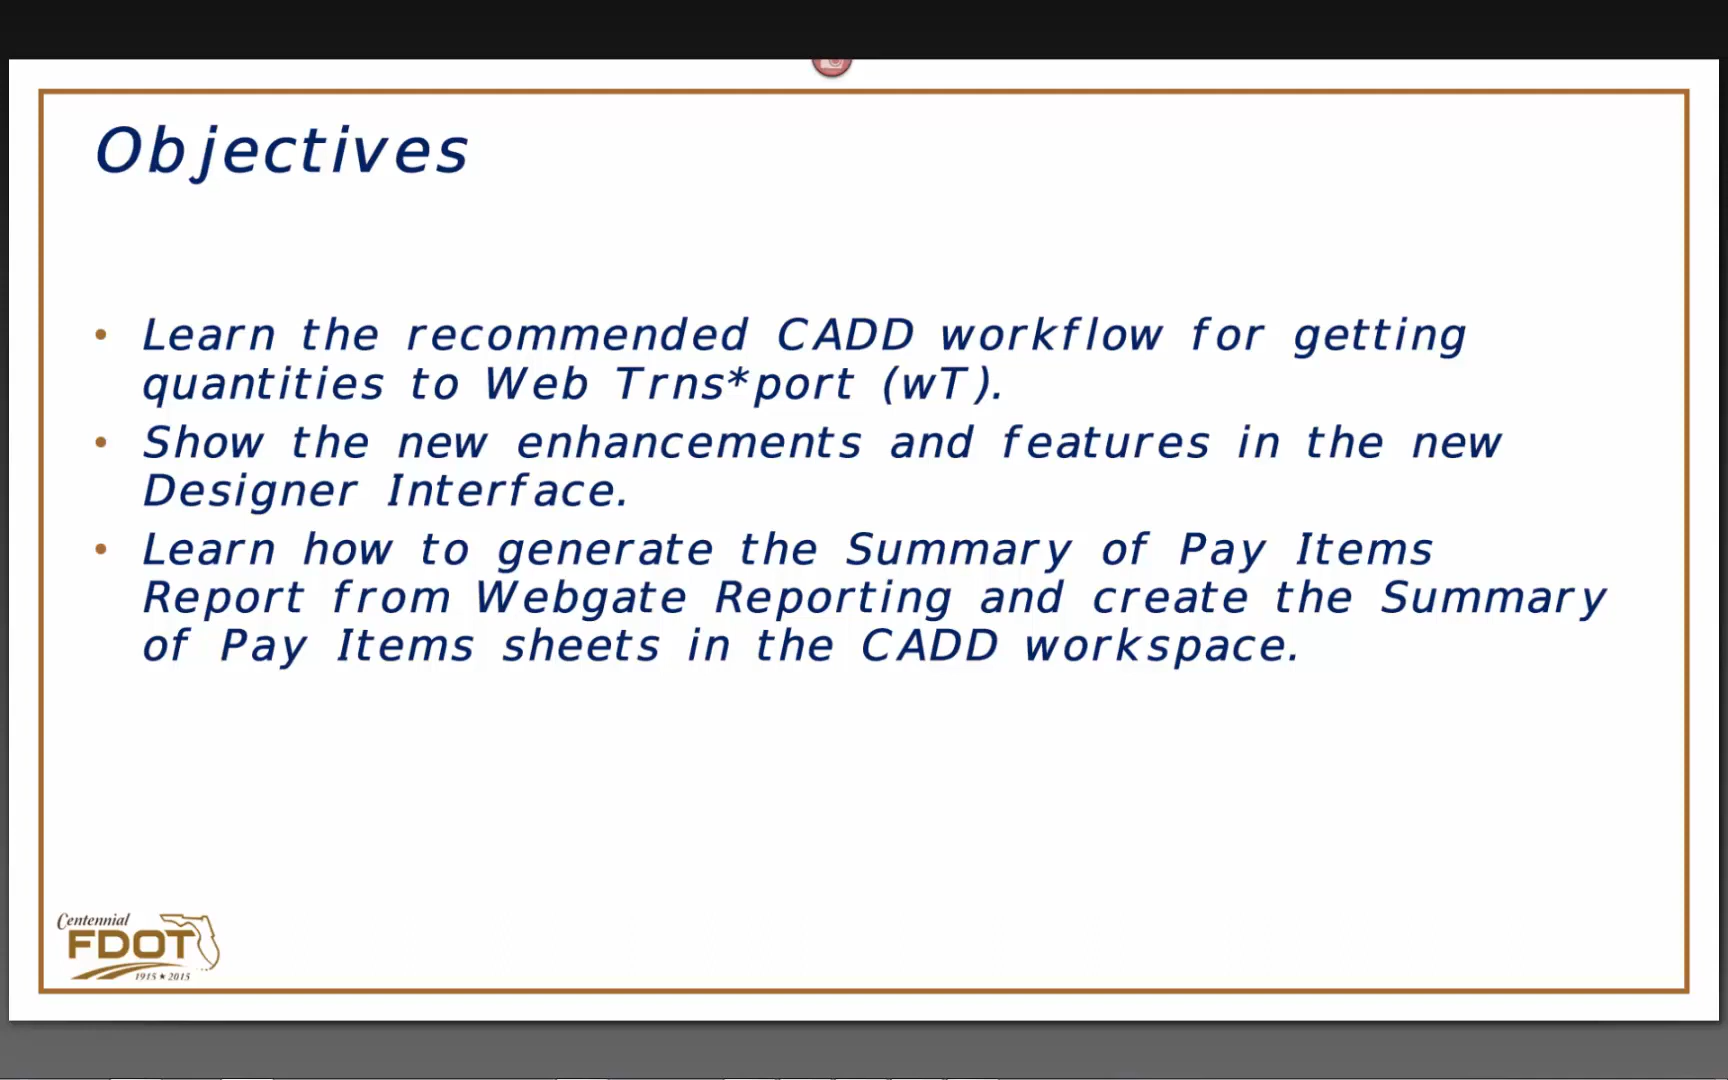 Objectives
• Learn the recommended CADD workflow for getting
quantities to Web Trns*port (wT).
• Show the new enhancements and features in the new
Designer Interface.
• Learn how to generate the Summary of Pay Items
Report from Webgate Reporting and create the Summary
of Pay Items sheets in the CADD workspace.
Centennial
FDOT
1915★2015